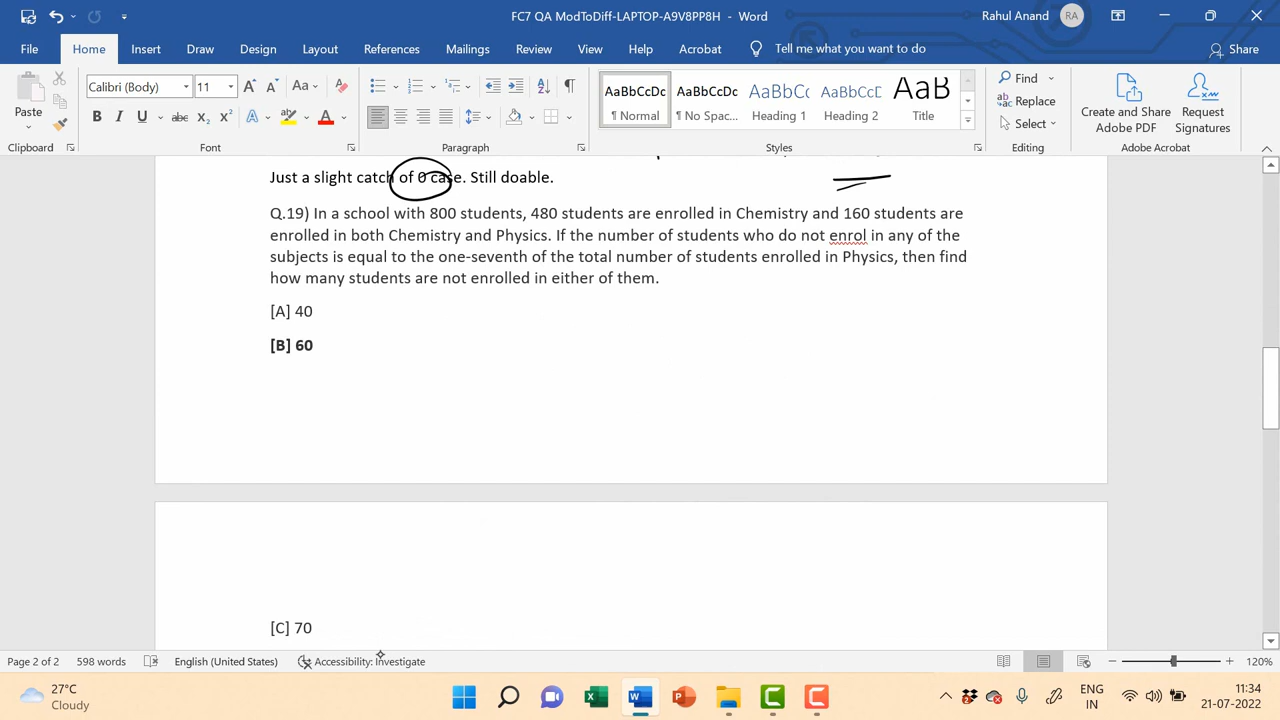 FC7 QA ModToDiff-LAPTOP-A9V8PP8H - Word
Rahul Anand
RA
File Home Insert Draw Design Layout References Mailings Review View Help Acrobat Tell me what you want to do Share
Paste
Clipboard
Calibri (Body) 11
Font
Paragraph
AaBbCcDc
¶ Normal
AaBbCcDc
¶ No Spac...
AaBbCc
Heading
AaBbCcD
Heading 2
AaB
Title
Styles
Find
Replace
Select
Editing
Create and Share
Adobe PDF
Request
Signatures
Adobe Acrobat
Just a slight catch of 0 case. Still doable.
Q.19) In a school with 800 students, 480 students are enrolled in Chemistry and 160 students are
enrolled in both Chemistry and Physics. If the number of students who do not enrol in any of the
subjects is equal to the one-seventh of the total number of students enrolled in Physics, then find
how many students are not enrolled in either of them.
[A] 40
[B] 60
[C] 70
Page 2 of 2 598 words English (United States) Accessibility: Investigate 120%
27°C
Cloudy
ENG
IN
11:34
21-07-2022